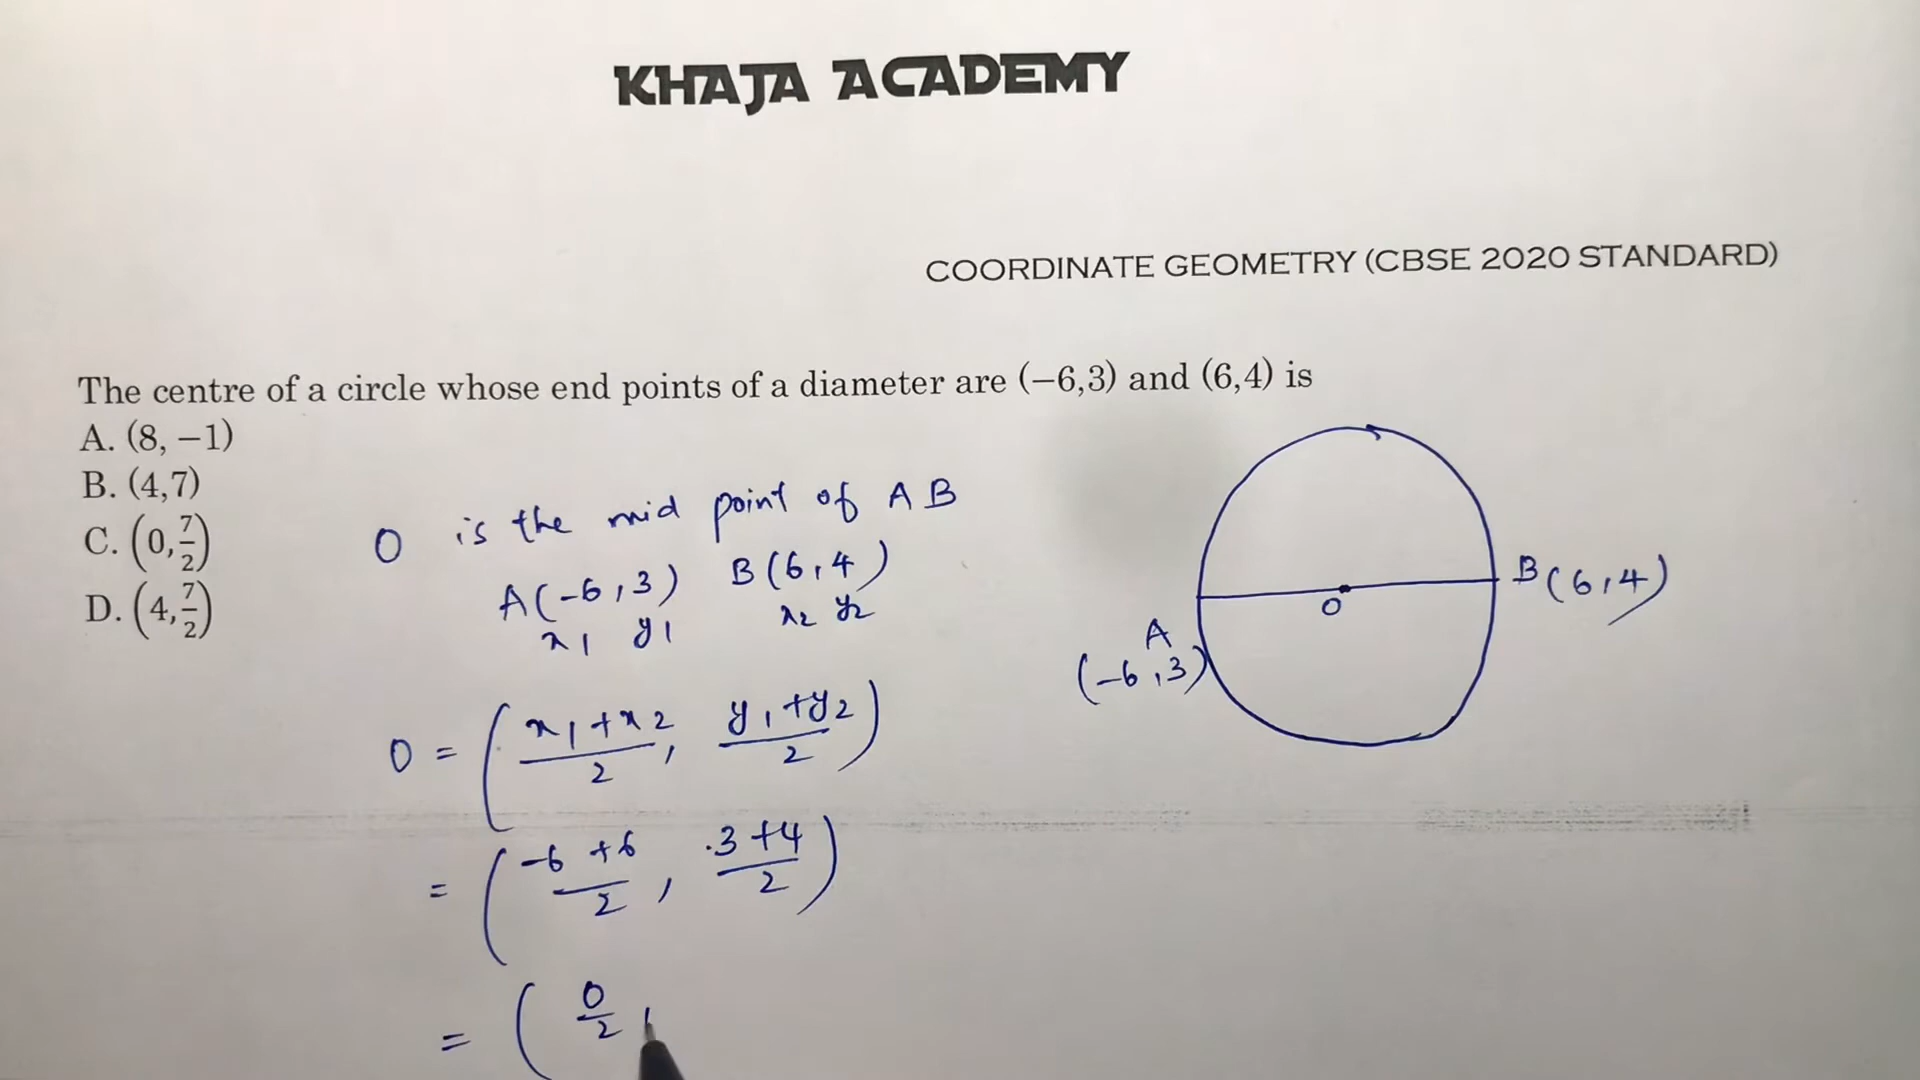 KHAJA ACADEMY
COORDINATE GEOMETRY (CBSE 2020 STANDARD)
The centre of a circle whose end points of a diameter are (−6,3) and (6,4) is
A. (8, −1)
B. (4,7)
C. (0, 7/2)
D. (4, 7/2)
O is the mid point of AB
A(-6,3) B(6,4)
x1 y1 x2 y2
O = ( x1+x2/2, y1+y2/2 )
= ( -6+6/2, 3+4/2 )
= ( 0/2 ,
O
B(6,4)
A
(-6,3)